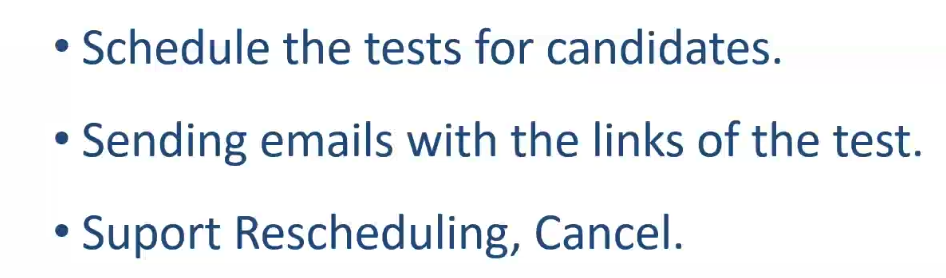 • Schedule the tests for candidates.
• Sending emails with the links of the test.
• Suport Rescheduling, Cancel.